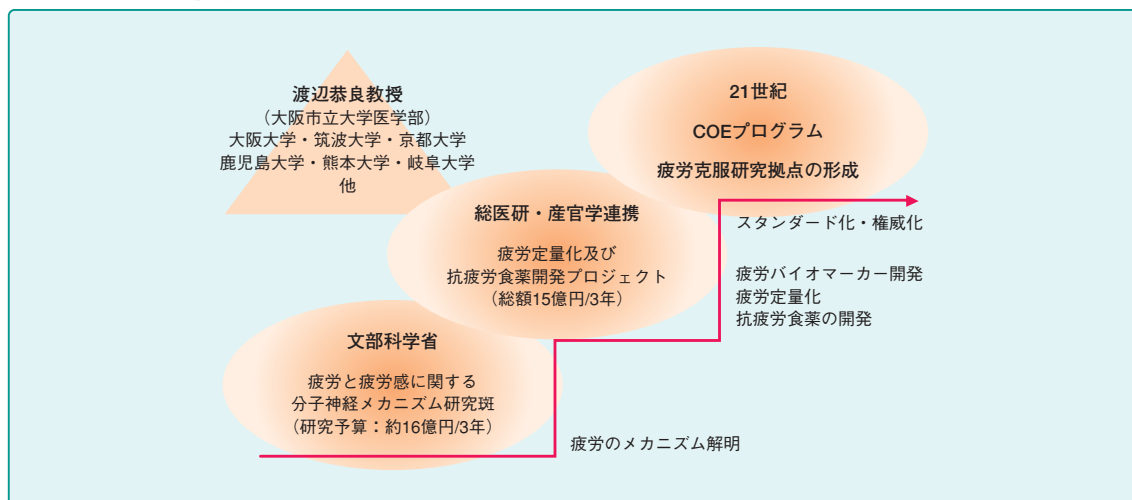 渡辺恭良教授
（大阪市立大学医学部）
大阪大学・筑波大学・京都大学
鹿児島大学・熊本大学・岐阜大学
他
21世紀
COEプログラム
疲労克服研究拠点の形成
総医研・産官学連携
疲労定量化及び
抗疲労食薬開発プロジェクト
（総額15億円/3年）
スタンダード化・権威化
疲労バイオマーカー開発
疲労定量化
抗疲労食薬の開発
文部科学省
疲労と疲労感に関する
分子神経メカニズム研究斑
（研究予算：約16億円/3年）
疲労のメカニズム解明